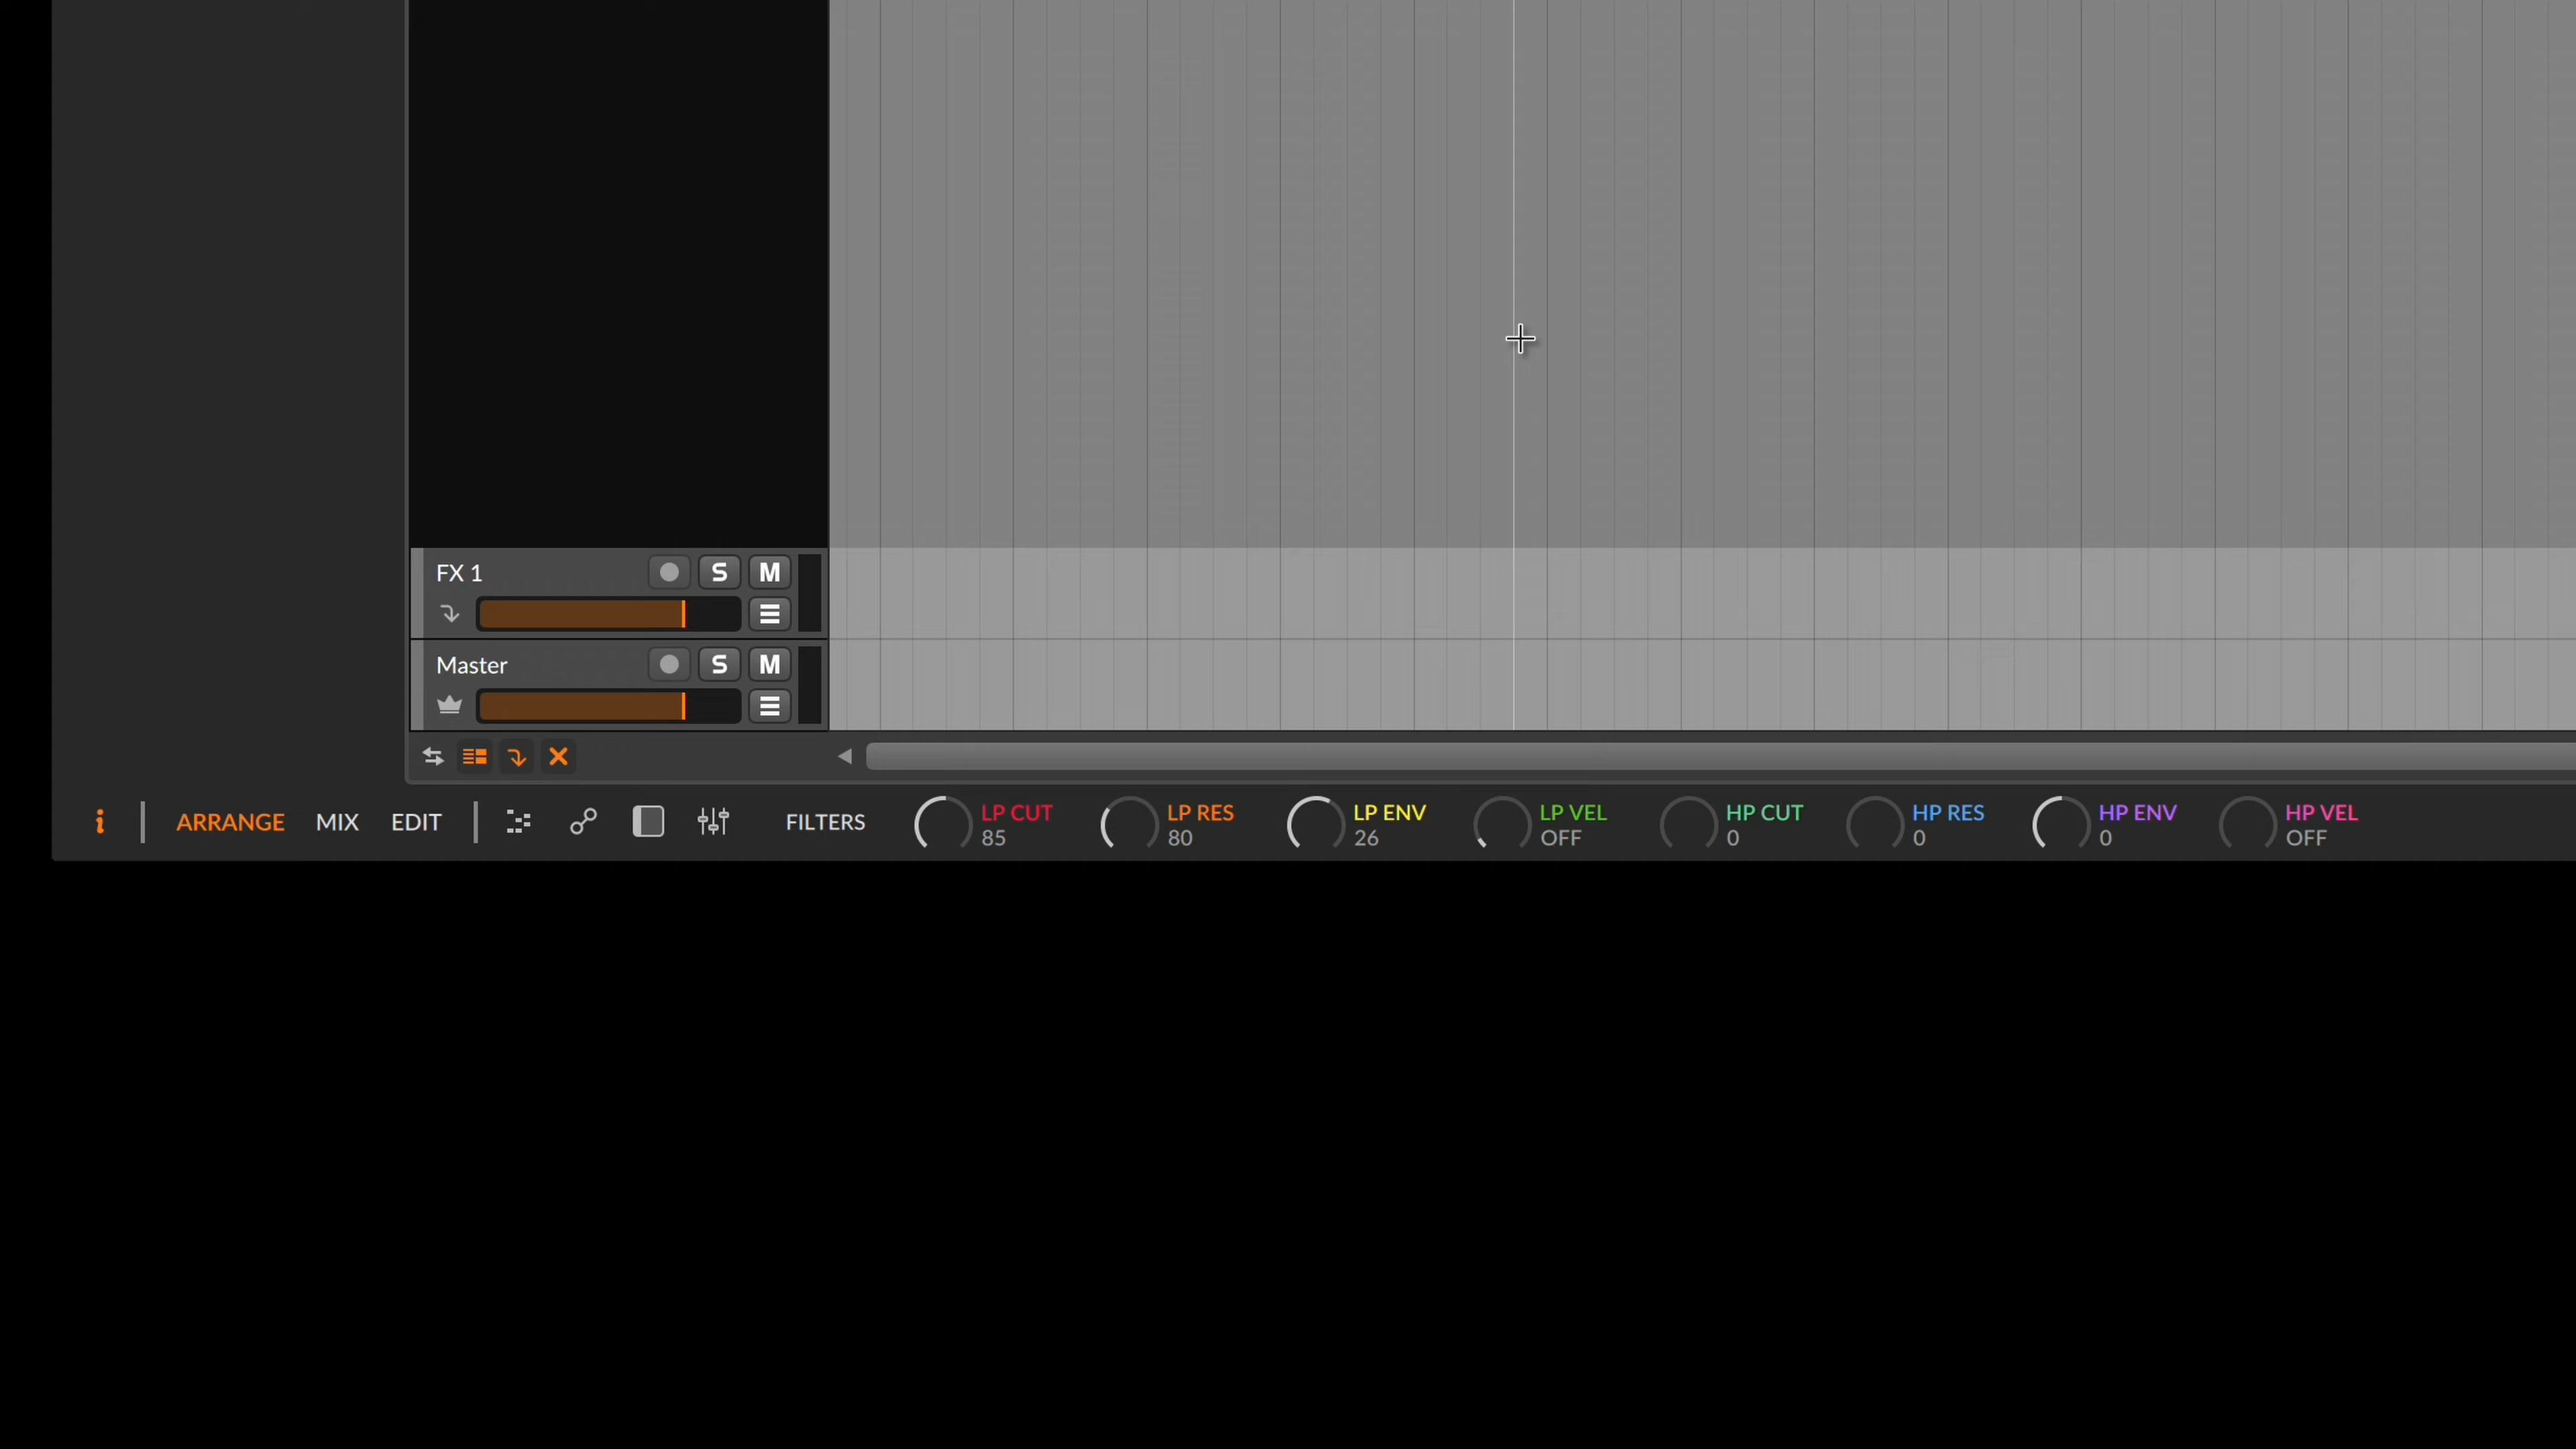 FX 1 S M
Master S M
ARRANGE MIX EDIT FILTERS LP CUT 85 LP RES 80 LP ENV 26 LP VEL OFF HP CUT 0 HP RES 0 HP ENV 0 HP VEL OFF